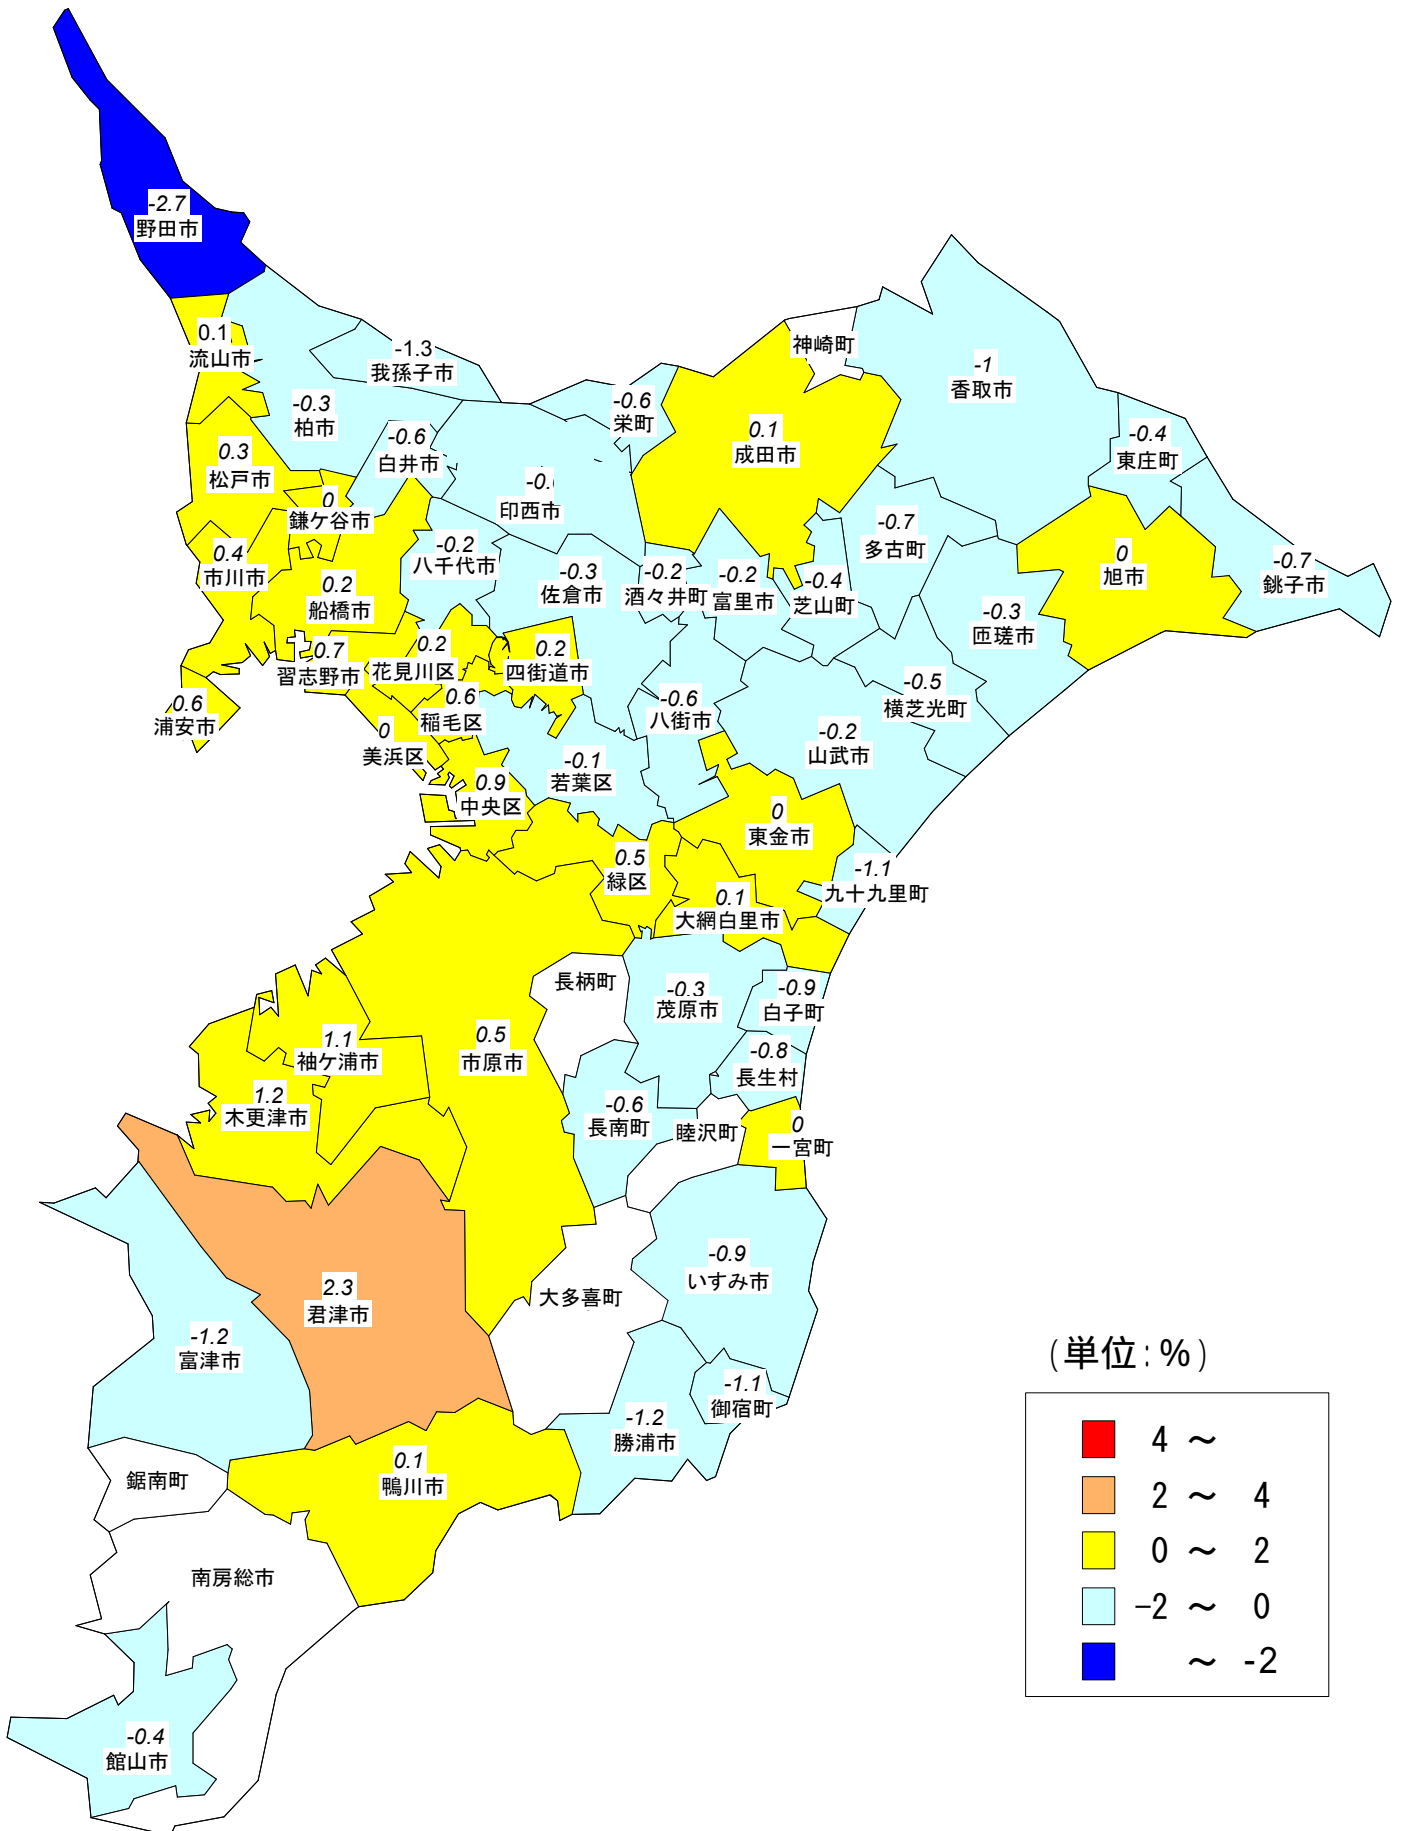 -2.7
野田市
0.1
流山市
-1.3
我孫子市
-0.3
柏市
-0.6
白井市
-0.6
栄町
神崎町
-1
香取市
0.1
成田市
-0.4
東庄町
0.3
松戸市
0
鎌ケ谷市
印西市
-0.7
多古町
0
旭市
-0.7
銚子市
0.4
市川市
0.2
船橋市
-0.2
八千代市
-0.3
佐倉市
-0.2
酒々井町
-0.2
富里市
-0.4
芝山町
-0.3
匝瑳市
0.7
習志野市
0.2
花見川区
0.2
四街道市
0.6
浦安市
0.6
稲毛区
-0.6
八街市
-0.5
横芝光町
0
美浜区
-0.1
若葉区
-0.2
山武市
0.9
中央区
0
東金市
0.5
緑区
-1.1
九十九里町
0.1
大網白里市
長柄町
-0.3
茂原市
-0.9
白子町
1.1
袖ケ浦市
0.5
市原市
-0.8
長生村
1.2
木更津市
-0.6
長南町
睦沢町
0
一宮町
2.3
君津市
大多喜町
-0.9
いすみ市
-1.2
富津市
-1.1
御宿町
-1.2
勝浦市
0.1
鴨川市
鋸南町
南房総市
-0.4
館山市
(単位:%)
4 ～
2 ～ 4
0 ～ 2
-2 ～ 0
～ -2